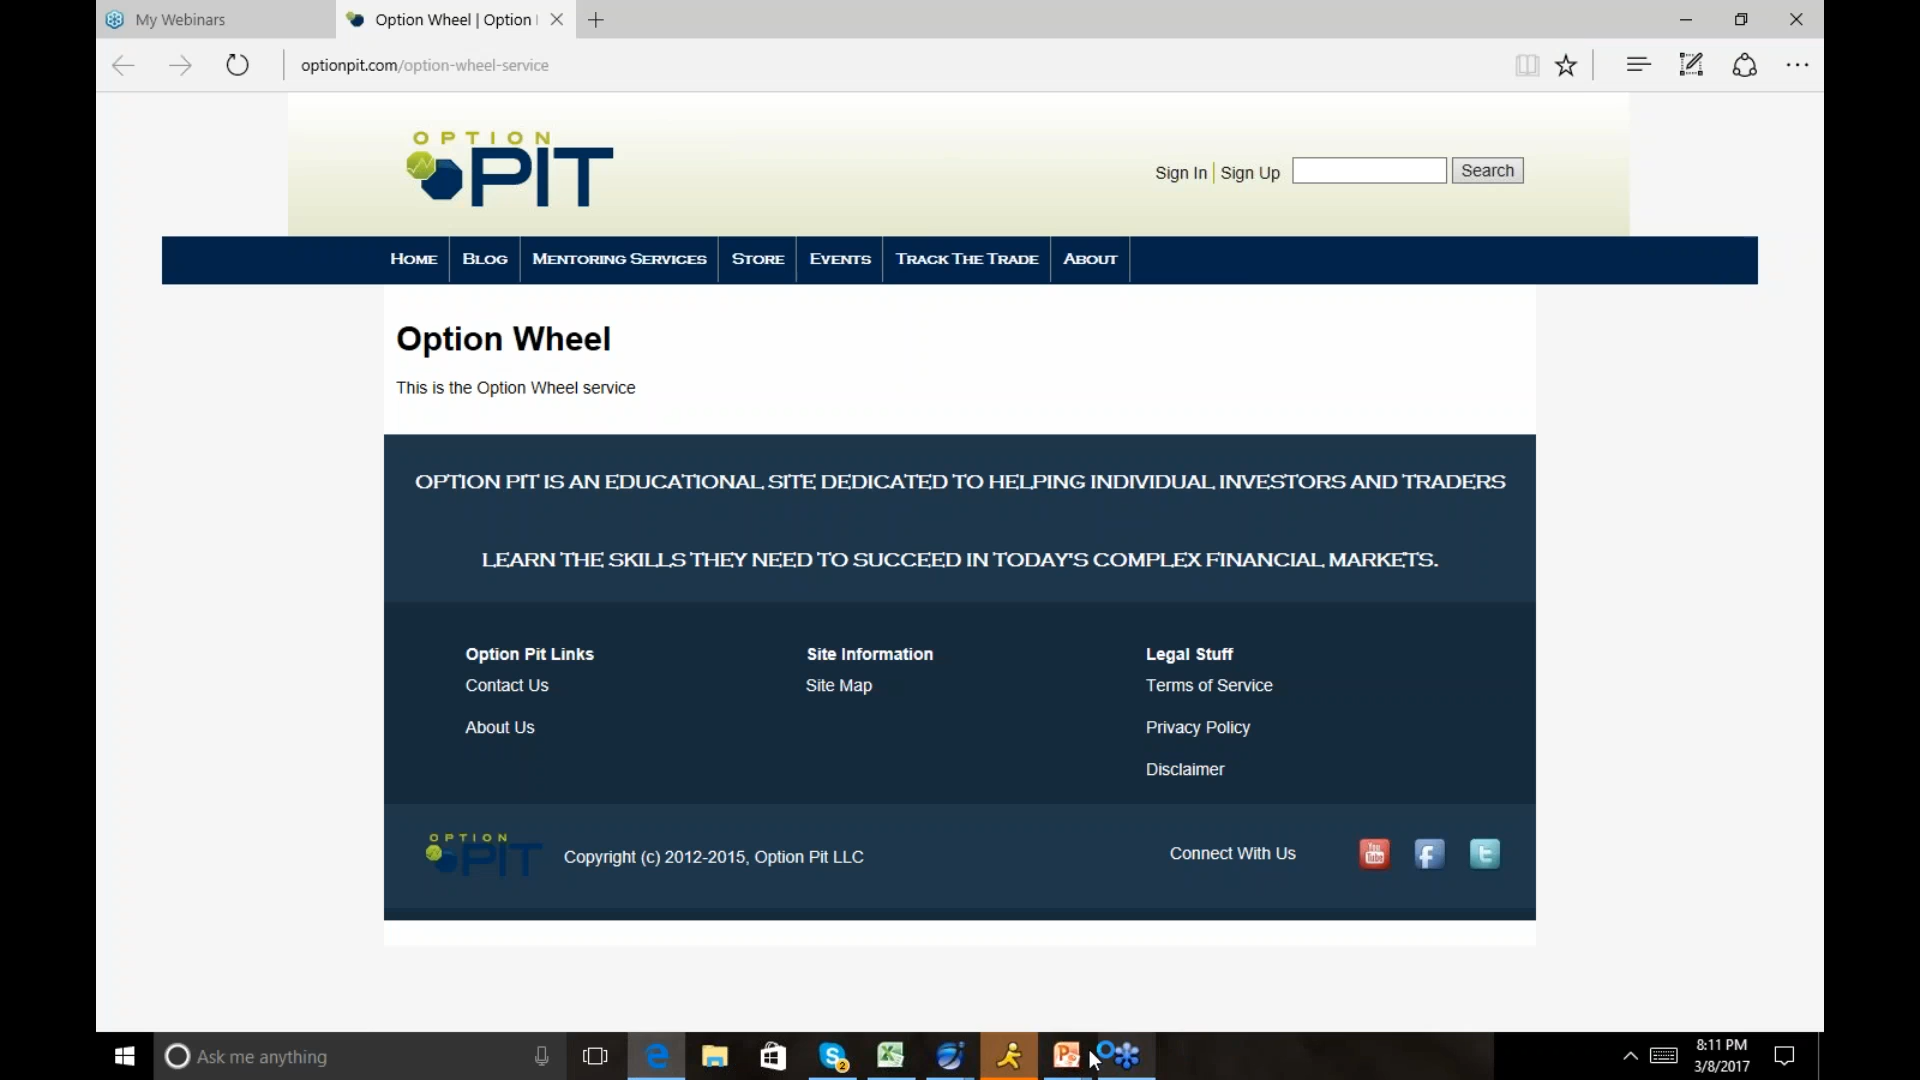 My Webinars
Option Wheel | Option
optionpit.com/option-wheel-service
OPTION
PIT
Sign In Sign Up Search
HOME BLOG MENTORING SERVICES STORE EVENTS TRACK THE TRADE ABOUT
Option Wheel
This is the Option Wheel service
OPTION PIT IS AN EDUCATIONAL SITE DEDICATED TO HELPING INDIVIDUAL INVESTORS AND TRADERS
LEARN THE SKILLS THEY NEED TO SUCCEED IN TODAY'S COMPLEX FINANCIAL MARKETS.
Option Pit Links Site Information Legal Stuff
Contact Us Site Map Terms of Service
About Us Privacy Policy
Disclaimer
OPTION
PIT
Copyright (c) 2012-2015, Option Pit LLC
Connect With Us
You Tube
Ask me anything
2
8:11 PM
3/8/2017